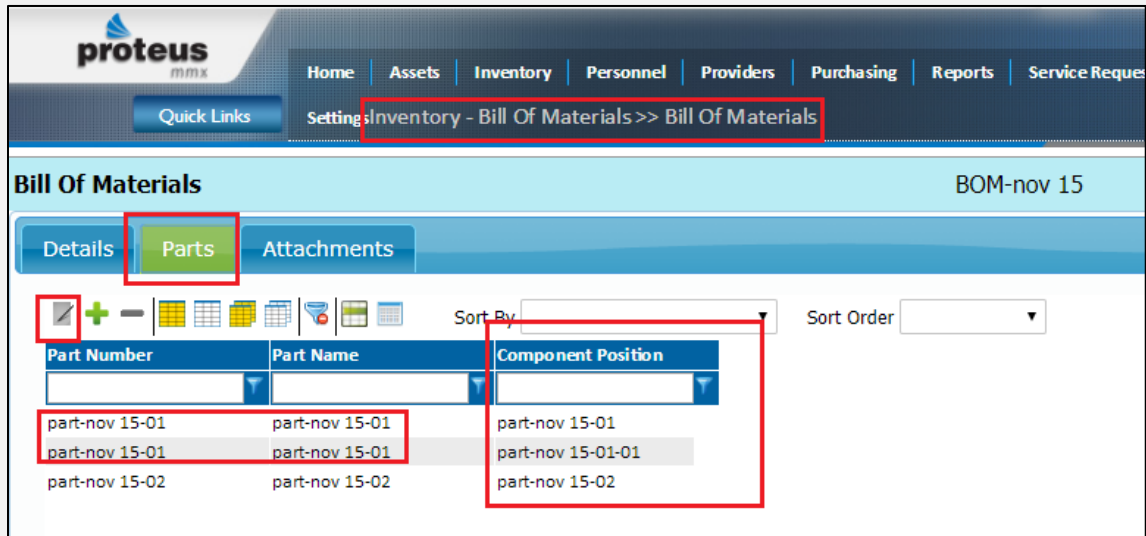 proteus
mmx
Home Assets Inventory Personnel Providers Purchasing Reports Service Reques
Quick Links
Settings Inventory - Bill Of Materials >> Bill Of Materials
Bill Of Materials BOM-nov 15
Details Parts Attachments
Sort By Sort Order
Part Number Part Name Component Position
part-nov 15-01 part-nov 15-01 part-nov 15-01
part-nov 15-01 part-nov 15-01 part-nov 15-01-01
part-nov 15-02 part-nov 15-02 part-nov 15-02